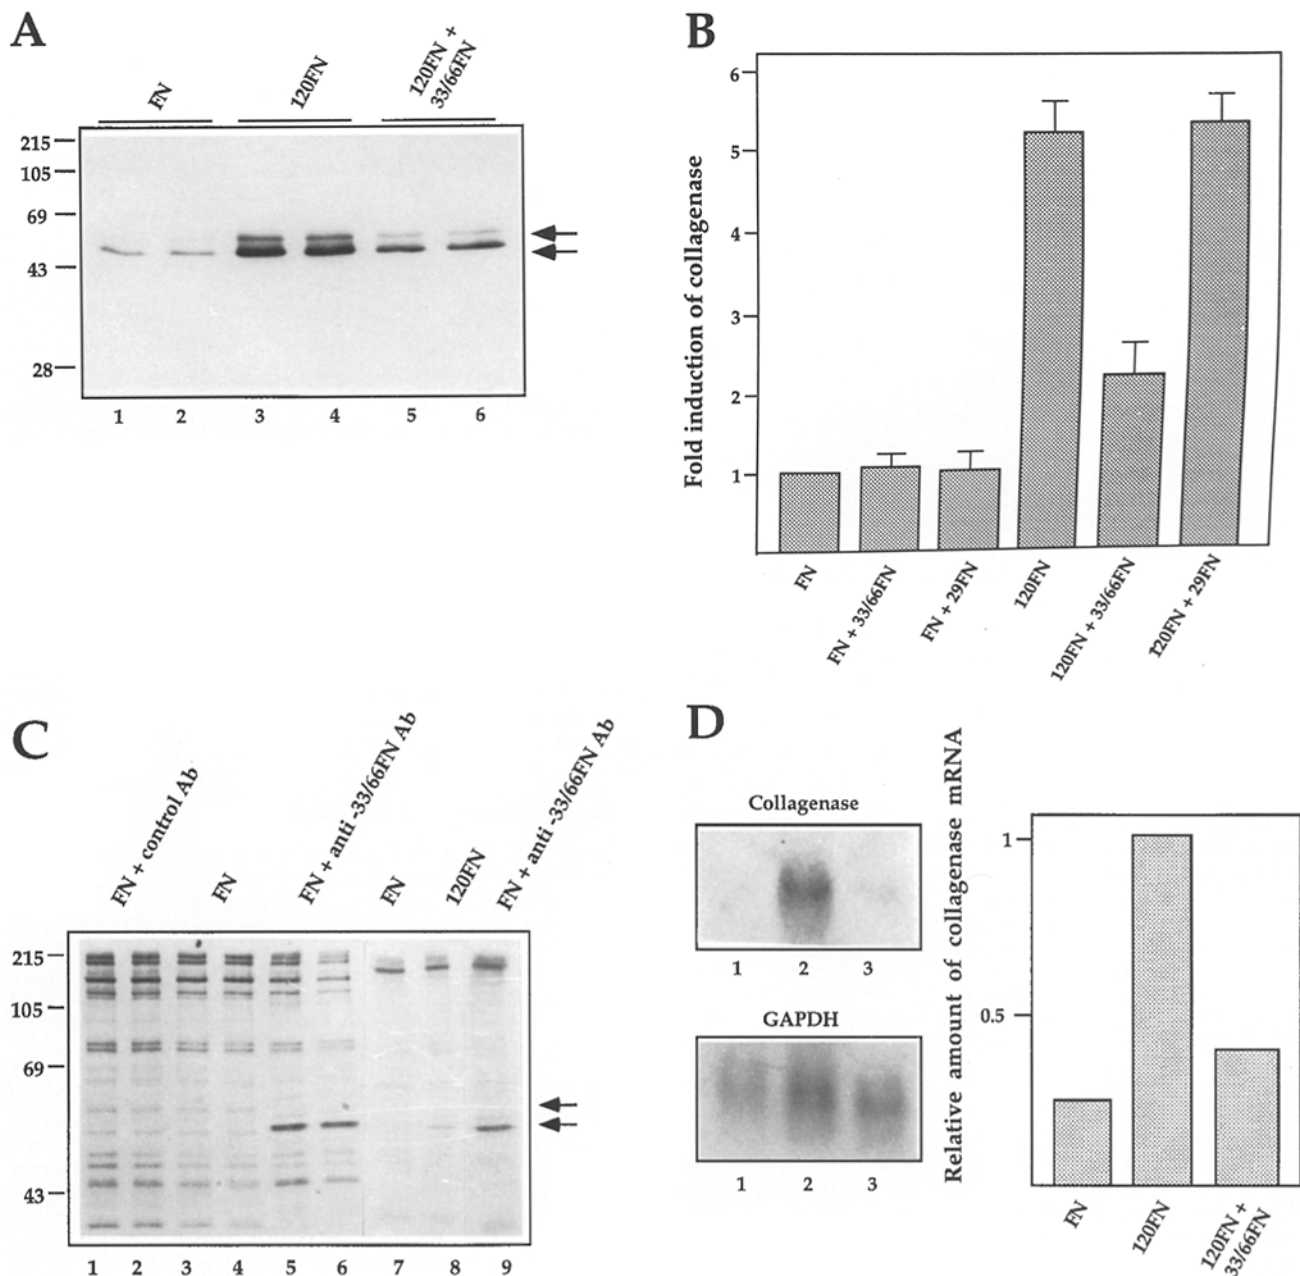 A
FN
120FN
120FN +
33/66FN
215
105
69
43
28
1 2 3 4 5 6
B
Fold induction of collagenase
6
5
4
3
2
1
FN
FN + 33/66FN
FN + 29FN
120FN
120FN + 33/66FN
120FN + 29FN
C
FN + control Ab
FN
FN + anti -33/66FN Ab
FN
120FN
FN + anti -33/66FN Ab
215
105
69
43
1 2 3 4 5 6 7 8 9
D
Collagenase
1 2 3
GAPDH
1 2 3
Relative amount of collagenase mRNA
1
0.5
FN
120FN
120FN +
33/66FN